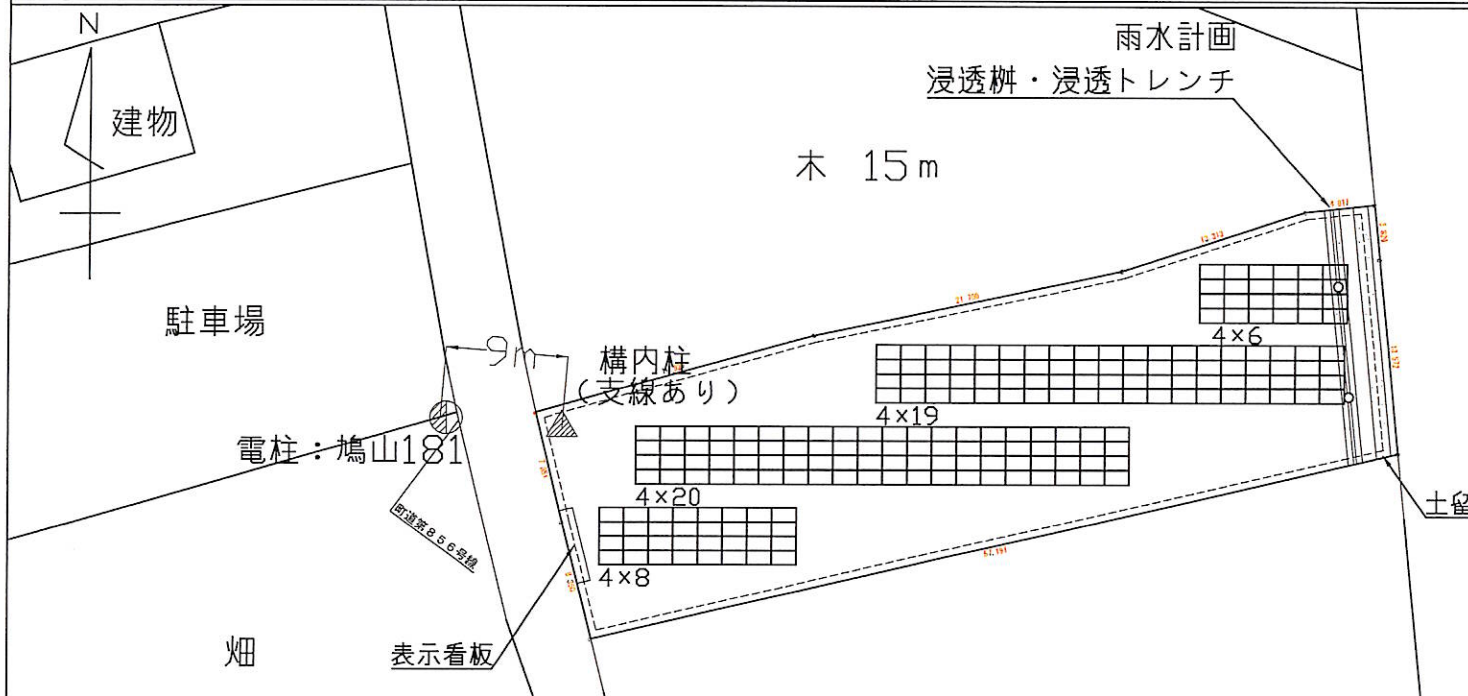 N
雨水計画
浸透桝・浸透トレンチ
建物
木 15m
駐車場
9m
構内柱
(支線あり)
4×6
4×19
電柱：鳩山181
4×20
町道第856号線
4×8
土留
畑
表示看板